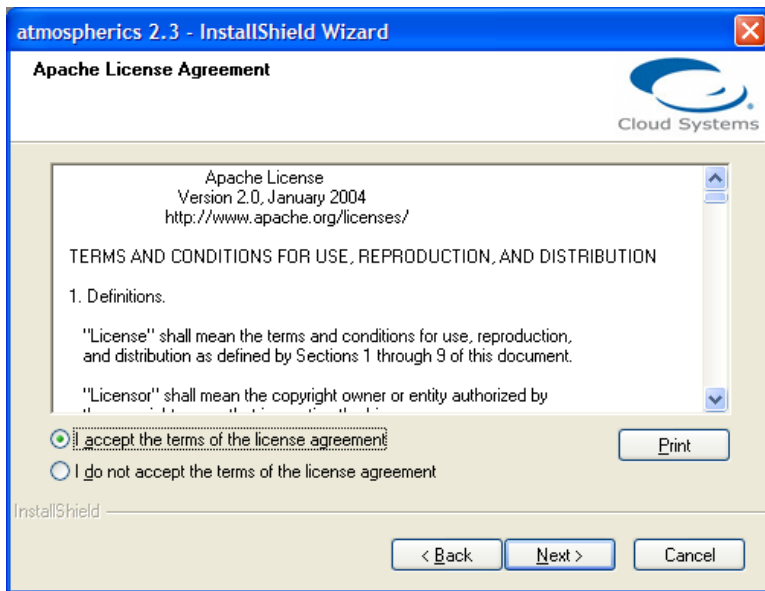 atmospherics 2.3 - InstallShield Wizard
Apache License Agreement
Cloud Systems
Apache License
Version 2.0, January 2004
http://www.apache.org/licenses/
TERMS AND CONDITIONS FOR USE, REPRODUCTION, AND DISTRIBUTION
1. Definitions.
"License" shall mean the terms and conditions for use, reproduction,
and distribution as defined by Sections 1 through 9 of this document.
"Licensor" shall mean the copyright owner or entity authorized by
I accept the terms of the license agreement
Print
I do not accept the terms of the license agreement
InstallShield
< Back
Next >
Cancel